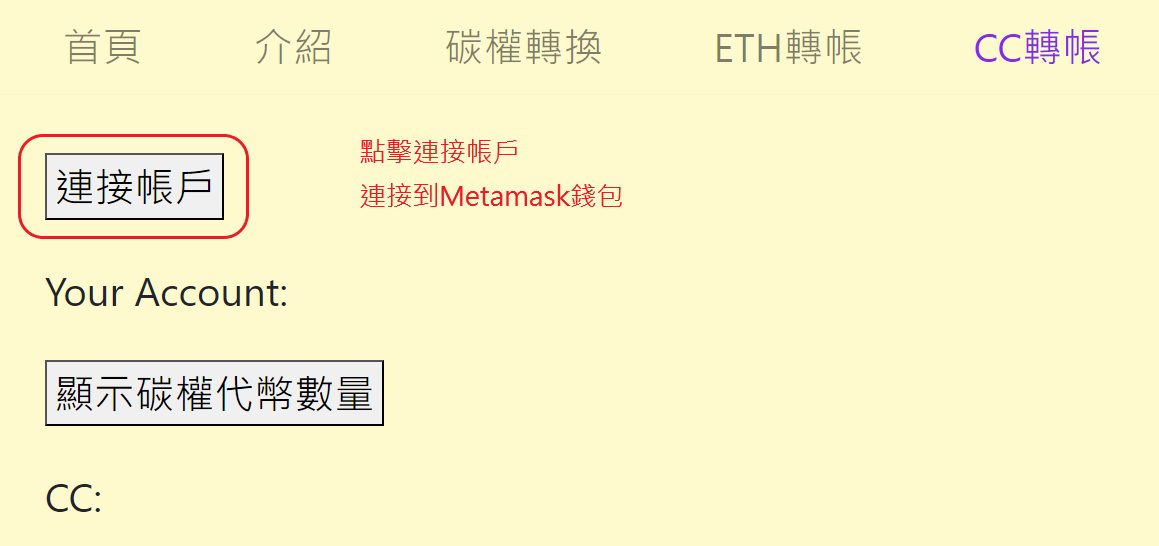 首頁 介紹 碳權轉換 ETH轉帳 CC轉帳
點擊連接帳戶
連接帳戶
連接到Metamask錢包
Your Account:
顯示碳權代幣數量
CC: